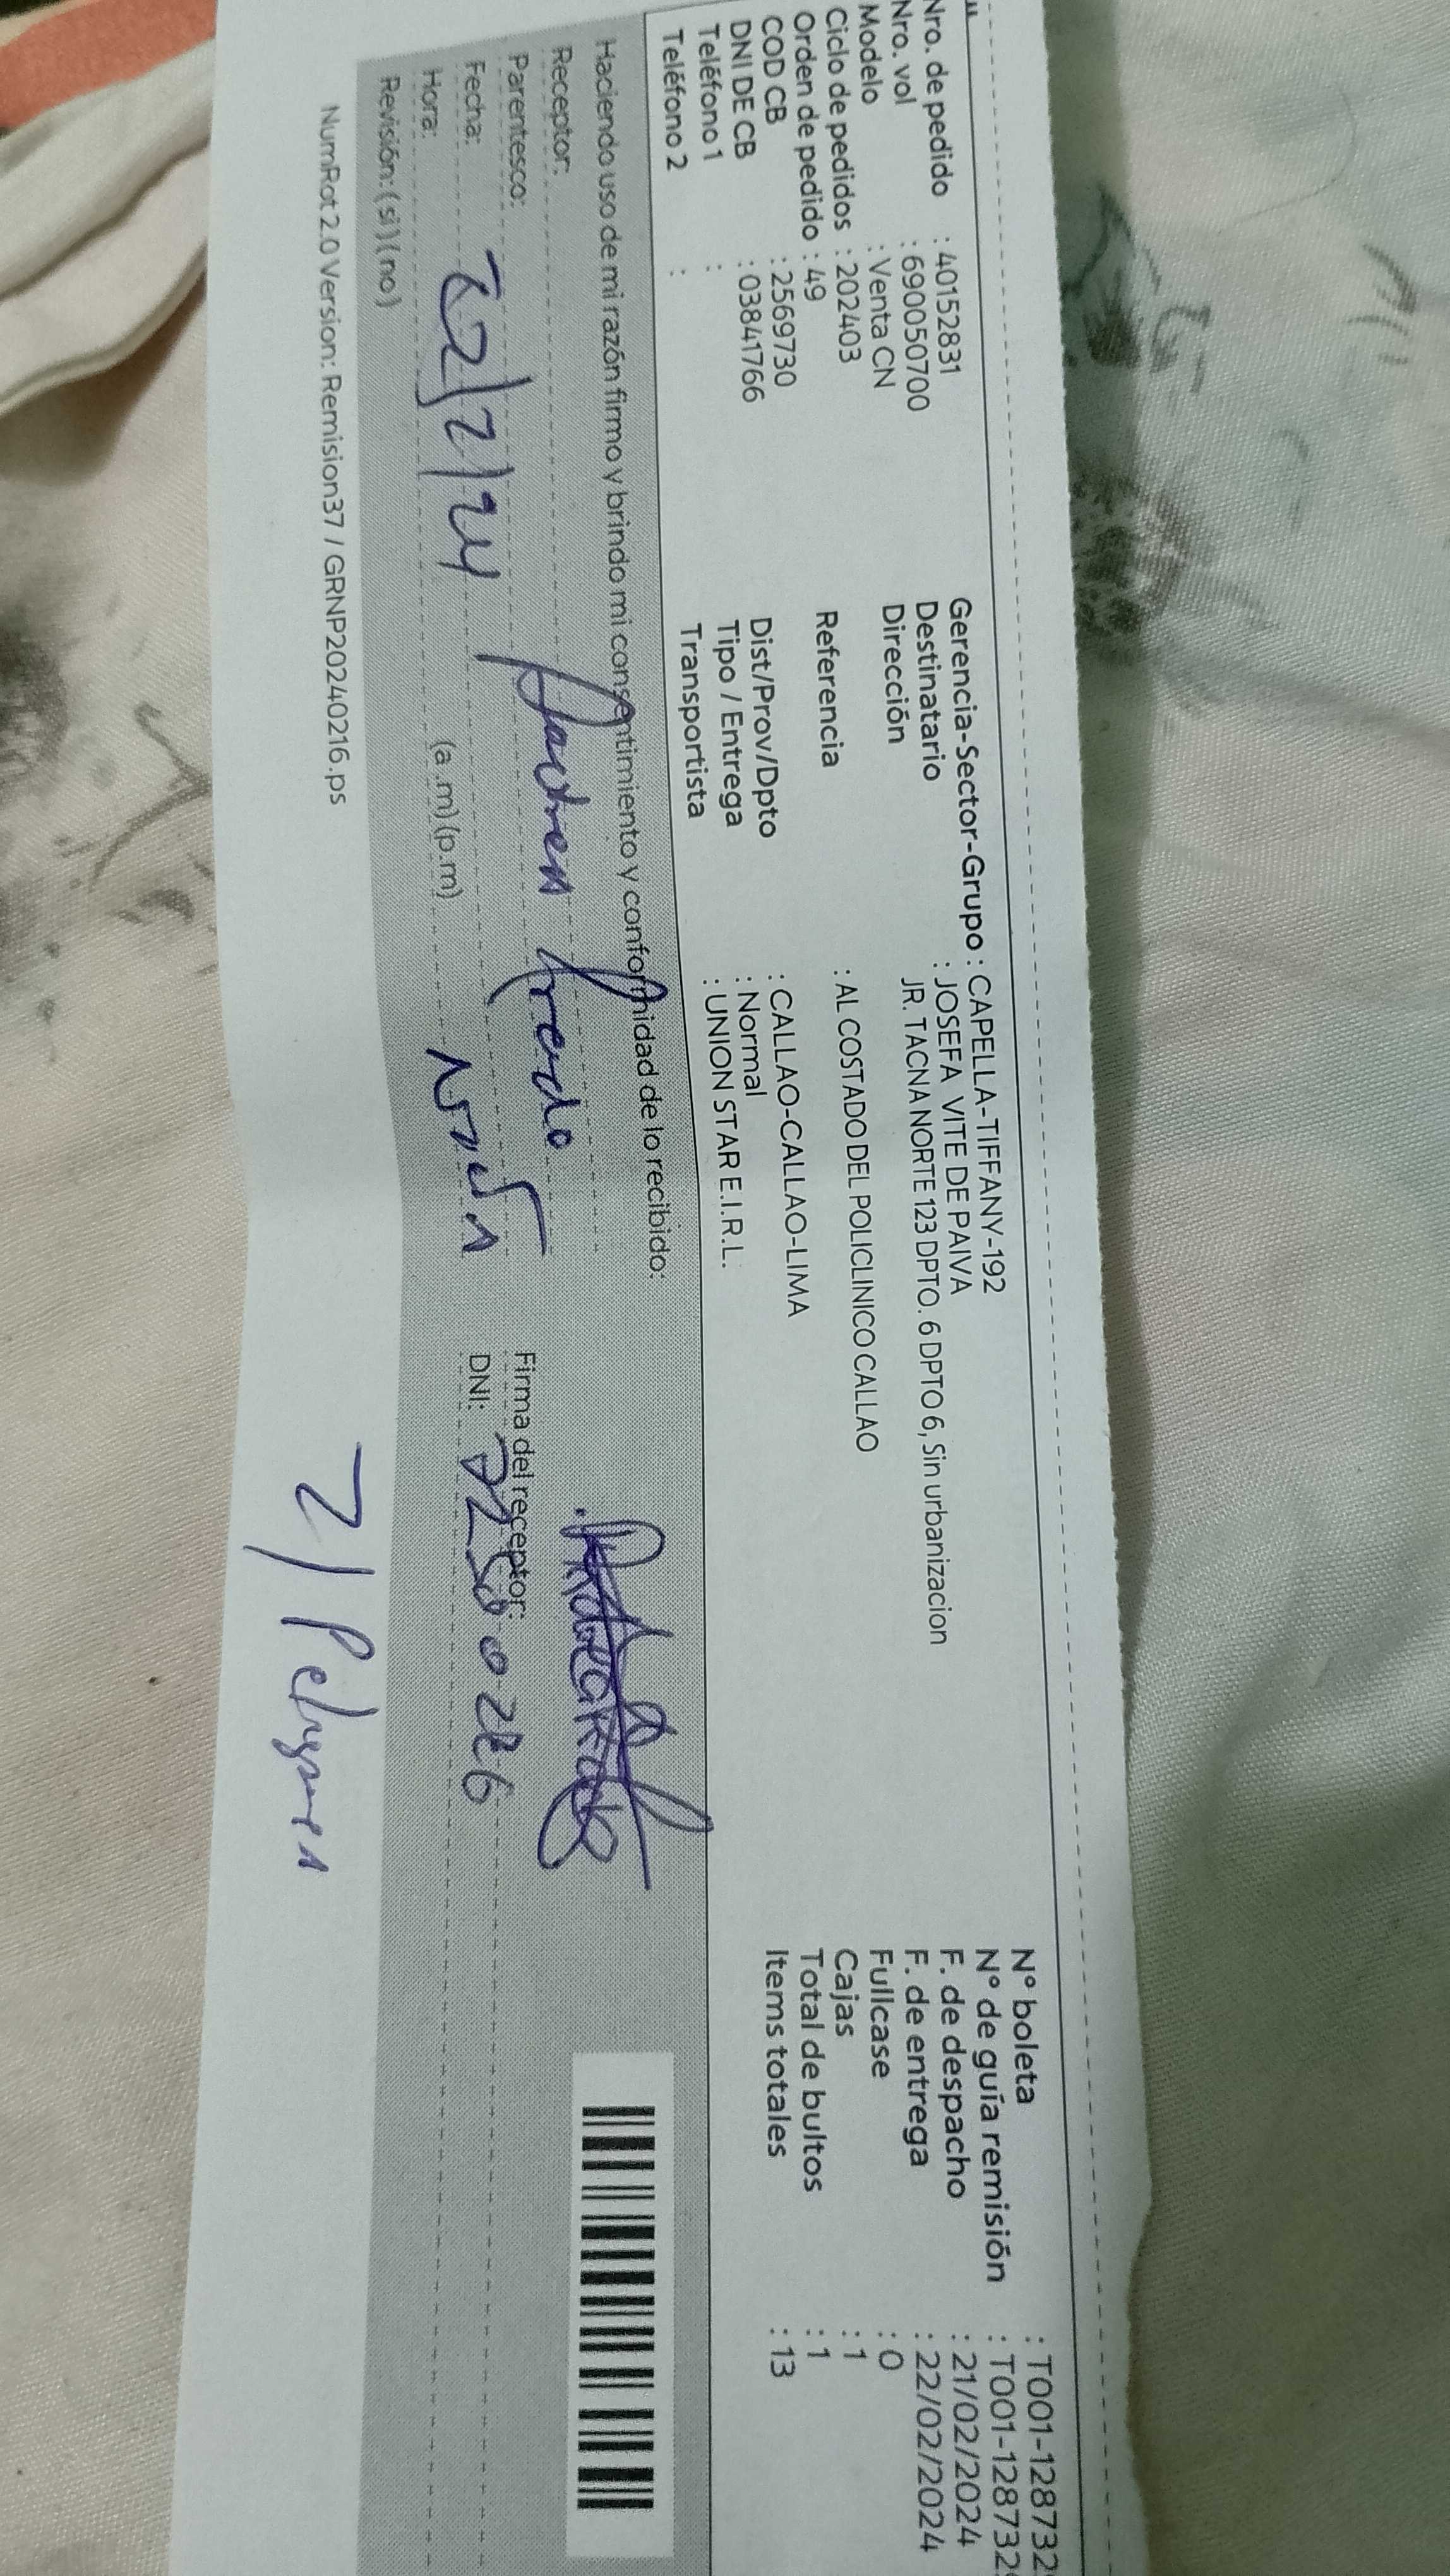 Nro. de pedido : 40152831
Nro. vol : 690050700
Modelo : Venta CN
Ciclo de pedidos : 202403
Orden de pedido : 49
COD CB : 2569730
DNI DE CB : 03841766
Teléfono 1 :
Teléfono 2 :
Gerencia-Sector-Grupo : CAPELLA-TIFFANY-192
Destinatario : JOSEFA VITE DE PAIVA
Dirección JR. TACNA NORTE 123 DPTO. 6 DPTO 6, Sin urbanizacion
Referencia : AL COSTADO DEL POLICLINICO CALLAO
Dist/Prov/Dpto : CALLAO-CALLAO-LIMA
Tipo / Entrega : Normal
Transportista : UNION STAR E.I.R.L.
N° boleta : T001-128732
N° de guía remisión : T001-128732
F. de despacho : 21/02/2024
F. de entrega : 22/02/2024
Fullcase : 0
Cajas : 1
Total de bultos : 1
Items totales : 13
Haciendo uso de mi razón firmo y brindo mi consentimiento y conformidad de lo recibido:
Receptor:
Parentesco:
Fecha: 22/2/24
Hora: (a.m) (p.m)
Revisión: (si) (no)
Firma del receptor:
DNI:
NumRot 2.0 Version: Remision37 / GRNP20240216.ps